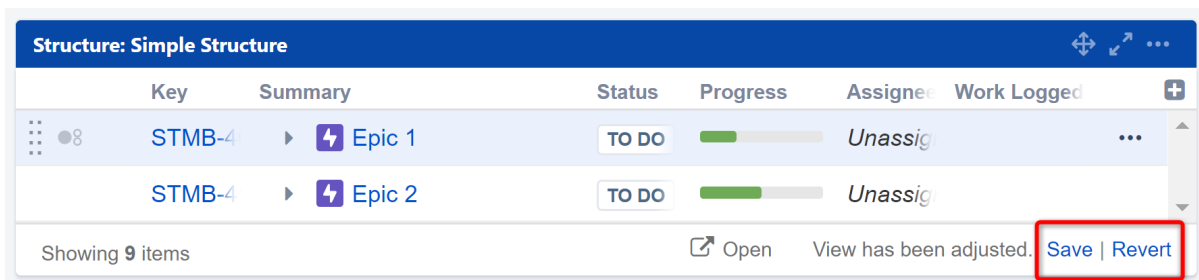 Structure: Simple Structure
Key Summary Status Progress Assignee Work Logged
STMB-4 Epic 1 TO DO Unassig
STMB-4 Epic 2 TO DO Unassig
Showing 9 items Open View has been adjusted. Save | Revert